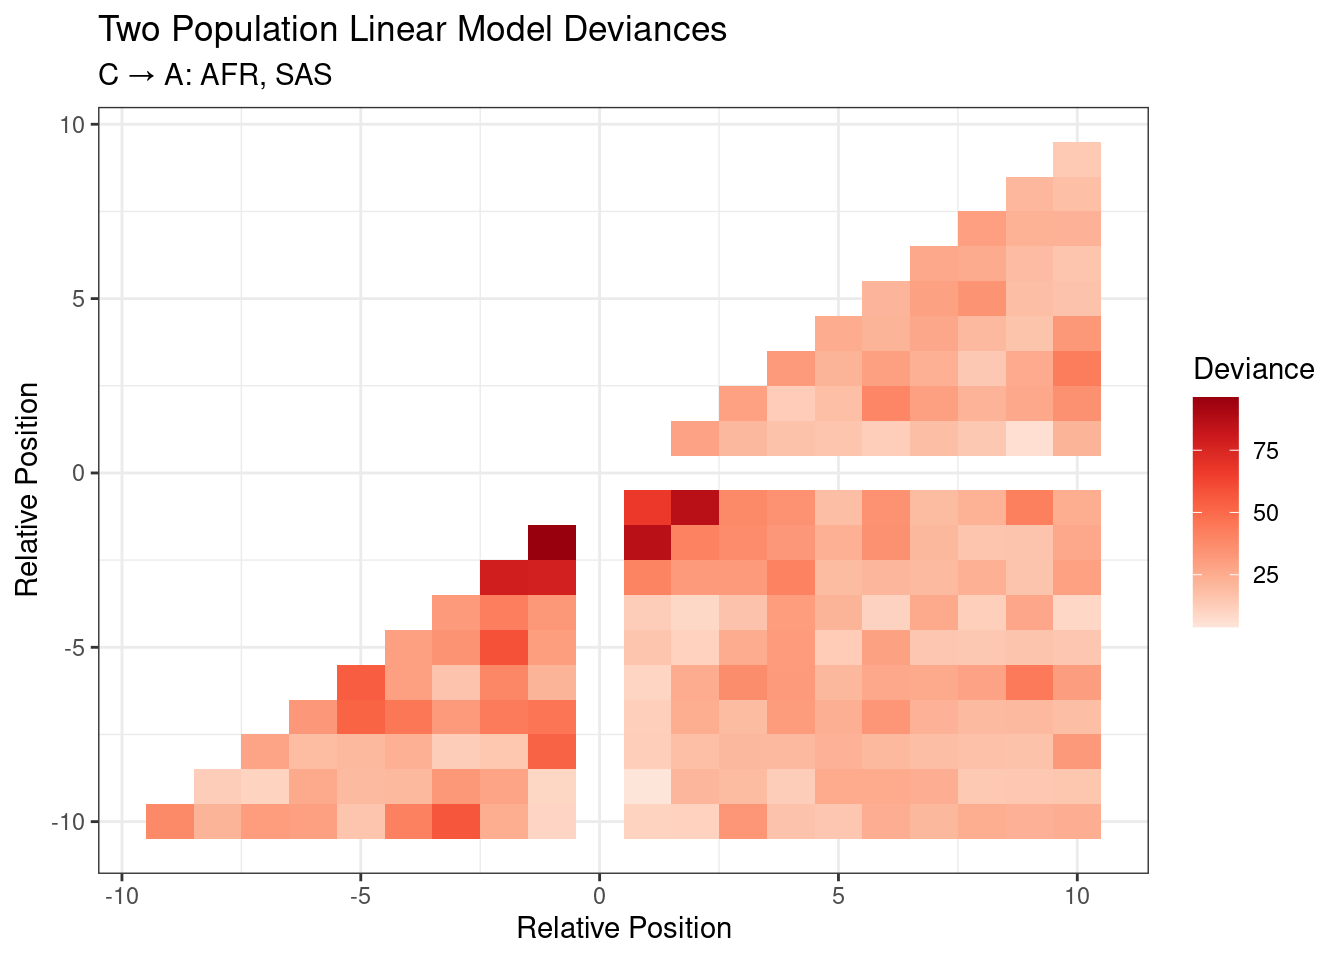 Two Population Linear Model Deviances
C → A: AFR, SAS
10
5
0
-5
-10
Relative Position
-10
-5
0
5
10
Relative Position
Deviance
75
50
25